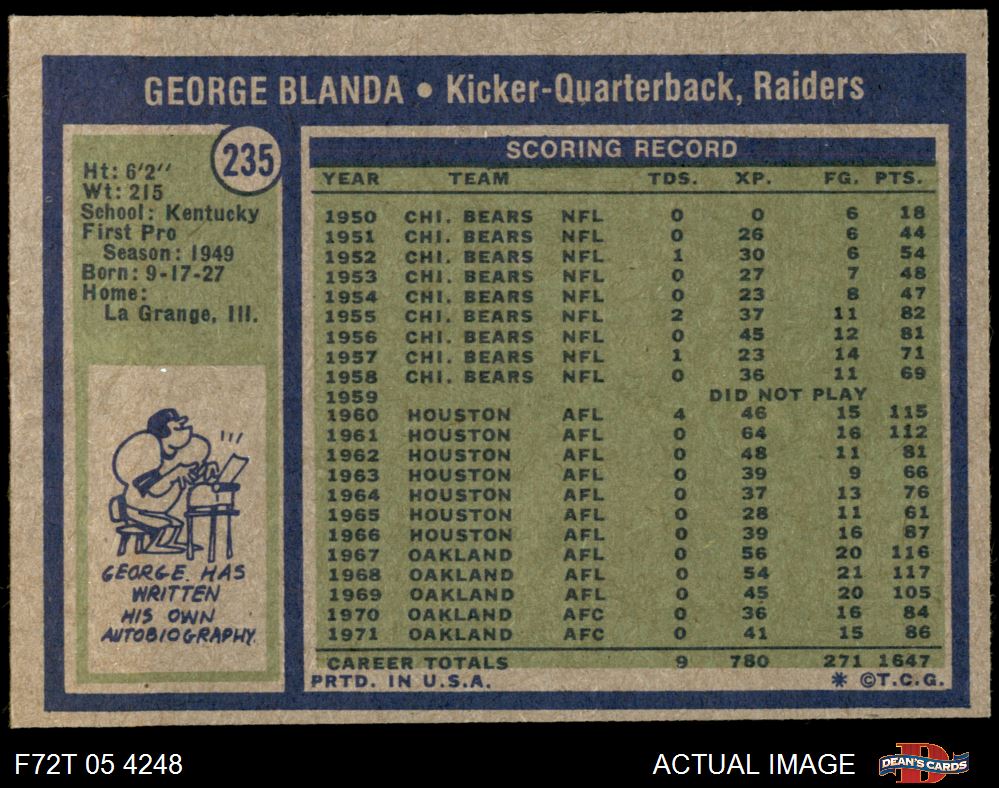 GEORGE BLANDA • Kicker-Quarterback, Raiders
235
Ht: 6'2''
Wt: 215
School: Kentucky
First Pro
Season: 1949
Born: 9-17-27
Home:
La Grange, Ill.
GEORGE HAS
WRITTEN
HIS OWN
AUTOBIOGRAPHY.
SCORING RECORD
YEAR TEAM TDS. XP. FG. PTS.
1950 CHI. BEARS NFL 0 0 6 18
1951 CHI. BEARS NFL 0 26 6 44
1952 CHI. BEARS NFL 1 30 6 54
1953 CHI. BEARS NFL 0 27 7 48
1954 CHI. BEARS NFL 0 23 8 47
1955 CHI. BEARS NFL 2 37 11 82
1956 CHI. BEARS NFL 0 45 12 81
1957 CHI. BEARS NFL 1 23 14 71
1958 CHI. BEARS NFL 0 36 11 69
1959 DID NOT PLAY
1960 HOUSTON AFL 4 46 15 115
1961 HOUSTON AFL 0 64 16 112
1962 HOUSTON AFL 0 48 11 81
1963 HOUSTON AFL 0 39 9 66
1964 HOUSTON AFL 0 37 13 76
1965 HOUSTON AFL 0 28 11 61
1966 HOUSTON AFL 0 39 16 87
1967 OAKLAND AFL 0 56 20 116
1968 OAKLAND AFL 0 54 21 117
1969 OAKLAND AFL 0 45 20 105
1970 OAKLAND AFC 0 36 16 84
1971 OAKLAND AFC 0 41 15 86
CAREER TOTALS 9 780 271 1647
PRTD. IN U.S.A. * ©T.C.G.
F72T 05 4248 ACTUAL IMAGE
D
DEAN'S CARDS